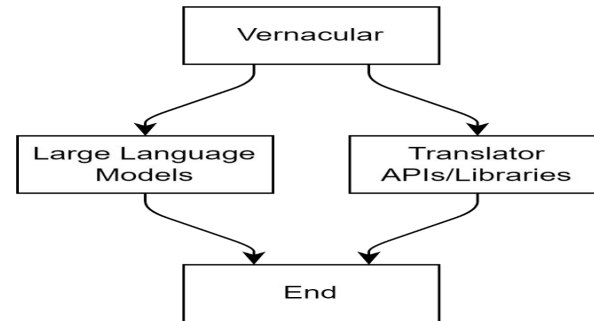 Vernacular
Large Language
Models
Translator
APIs/Libraries
End